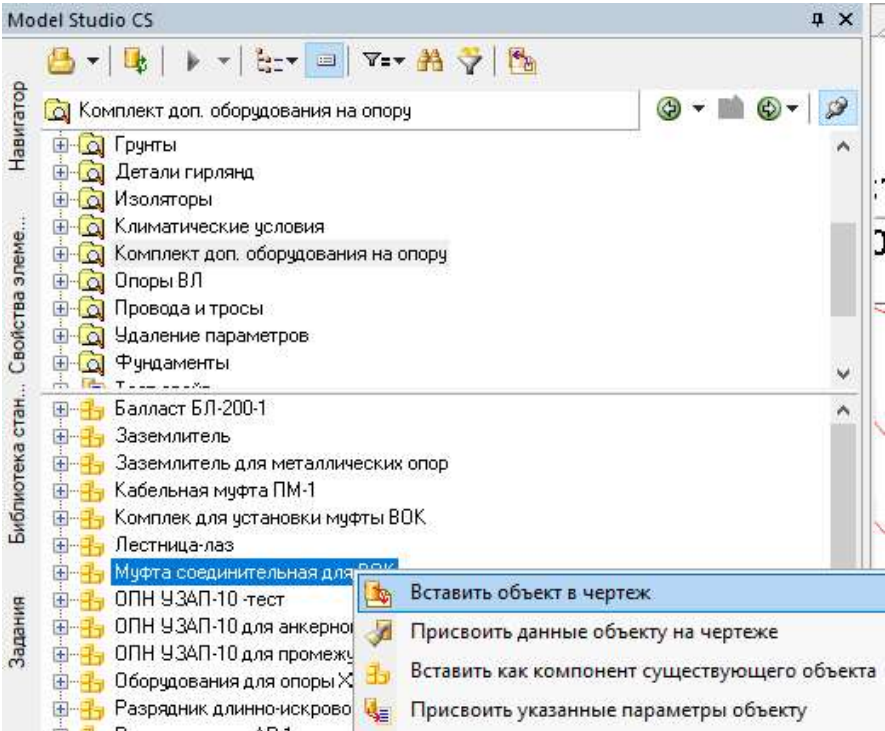 Model Studio CS
Навигатор
Свойства элеме...
Библиотека стан...
Задания
Комплект доп. оборудования на опору
Грунты
Детали гирлянд
Изоляторы
Климатические условия
Комплект доп. оборудования на опору
Опоры ВЛ
Провода и тросы
Удаление параметров
Фундаменты
Балласт БЛ-200-1
Заземлитель
Заземлитель для металлических опор
Кабельная муфта ПМ-1
Комплек для установки муфты ВОК
Лестница-лаз
Муфта соединительная для ВОК
ОПН УЗАП-10 -тест
ОПН УЗАП-10 для
ОПН УЗАП-10 для
Оборудования для опоры
Разрядник
Вставить объект в чертеж
Присвоить данные объекту на чертеже
Вставить как компонент существующего объекта
Присвоить указанные параметры объекту